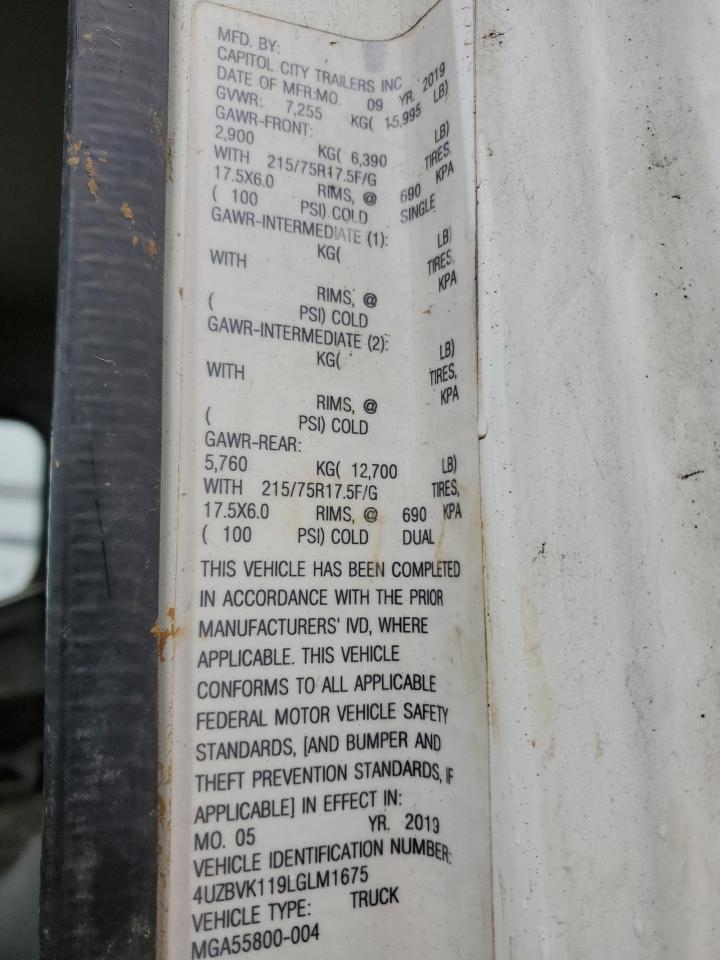 MFD. BY:
CAPITOL CITY TRAILERS INC
DATE OF MFR:MO. 09 YR. 2019
GVWR: 7,255 KG( 15,995 LB)
GAWR-FRONT:
2,900 KG( 6,390 LB)
WITH 215/75R17.5F/G TIRES,
17.5X6.0 RIMS, @ 690 KPA
( 100 PSI) COLD SINGLE
GAWR-INTERMEDIATE (1):
KG( LB)
WITH TIRES,
RIMS, @ KPA
( PSI) COLD
GAWR-INTERMEDIATE (2):
KG( LB)
WITH TIRES,
RIMS, @ KPA
( PSI) COLD
GAWR-REAR:
5,760 KG( 12,700 LB)
WITH 215/75R17.5F/G TIRES,
17.5X6.0 RIMS, @ 690 KPA
( 100 PSI) COLD DUAL
THIS VEHICLE HAS BEEN COMPLETED
IN ACCORDANCE WITH THE PRIOR
MANUFACTURERS' IVD, WHERE
APPLICABLE. THIS VEHICLE
CONFORMS TO ALL APPLICABLE
FEDERAL MOTOR VEHICLE SAFETY
STANDARDS, [AND BUMPER AND
THEFT PREVENTION STANDARDS, IF
APPLICABLE] IN EFFECT IN:
MO. 05 YR. 2019
VEHICLE IDENTIFICATION NUMBER:
4UZBVK119LGLM1675
VEHICLE TYPE: TRUCK
MGA55800-004